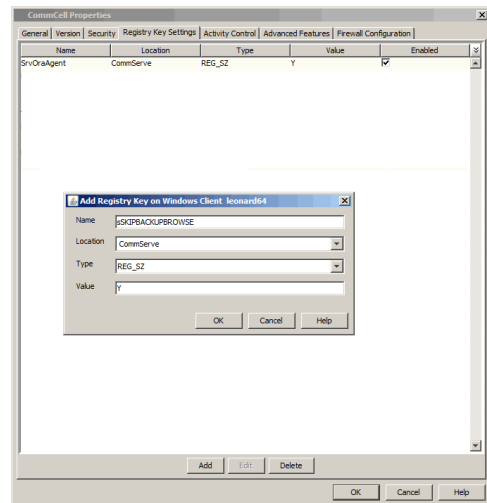 CommCell Properties
General Version Security Registry Key Settings Activity Control Advanced Features Firewall Configuration
Name Location Type Value Enabled
SrvOraAgent CommServe REG_SZ Y
Add Registry Key on Windows Client leonard64
Name sSKIPBACKUPBROWSE
Location CommServe
Type REG_SZ
Value Y
OK Cancel Help
Add Edit Delete
OK Cancel Help